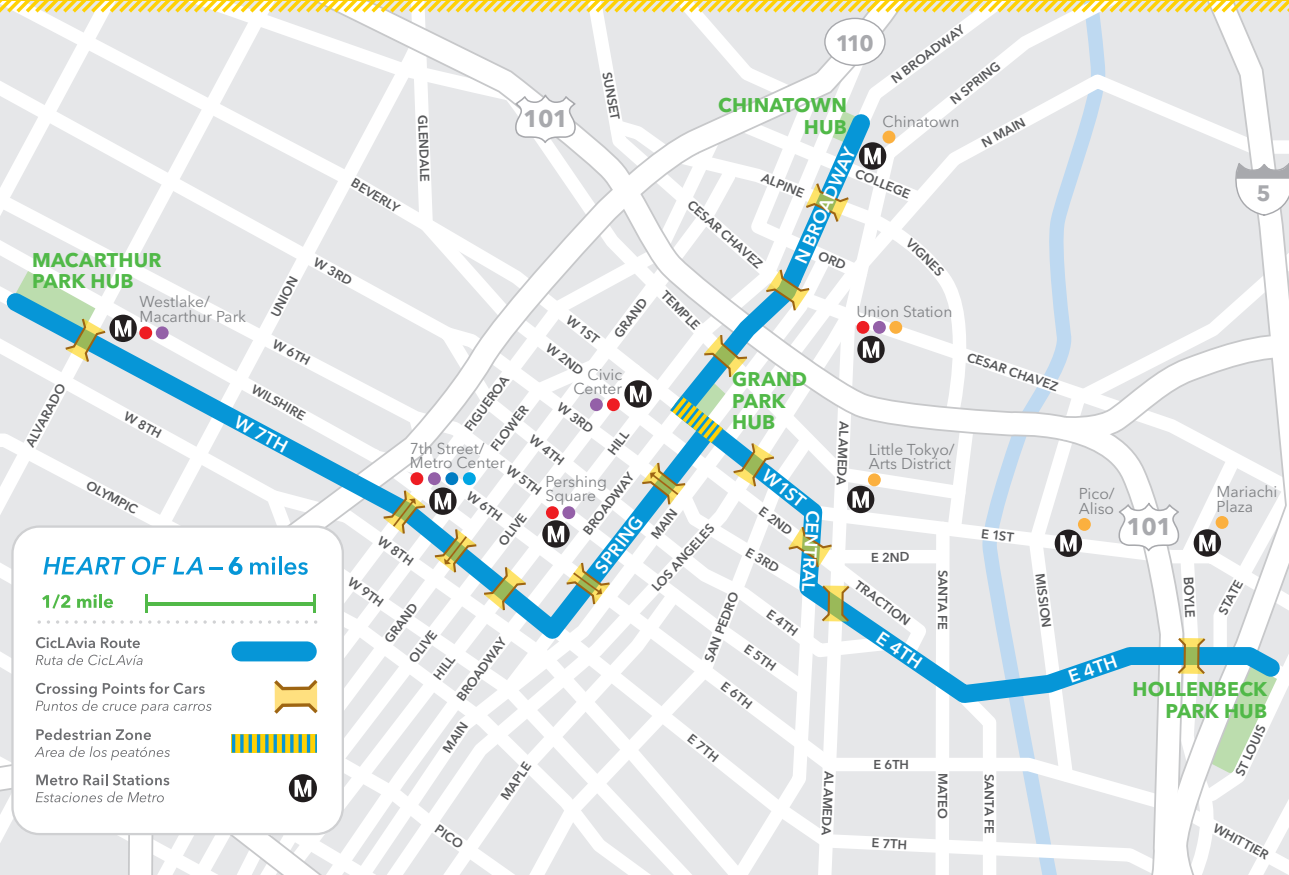 110
N BROADWAY
N SPRING
N MAIN
SUNSET
101
GLENDALE
CHINATOWN
HUB
Chinatown
M
ALPINE
COLLEGE
5
BEVERLY
CESAR CHAVEZ
N BROADWAY
ORD
VIGNES
MACARTHUR
PARK HUB
W 3RD
UNION
Westlake/
Macarthur Park
M
GRAND
TEMPLE
W 1ST
Union Station
M
W 6TH
W 2ND
CESAR CHAVEZ
Civic
Center
M
GRAND
PARK
HUB
ALVARADO
WILSHIRE
FIGUEROA
FLOWER
W 3RD
W 8TH
W 7TH
HILL
W 4TH
ALAMEDA
7th Street/
Metro Center
M
W 5TH
Little Tokyo/
Arts District
M
W 1ST
Pershing
Square
M
BROADWAY
OLYMPIC
W 6TH
OLIVE
MAIN
E 2ND
CENTRAL
Pico/
Aliso
M
Mariachi
Plaza
M
101
E 1ST
SPRING
LOS ANGELES
E 3RD
E 2ND
W 8TH
W 9TH
GRAND
OLIVE
HILL
BROADWAY
MAIN
MAPLE
PICO
SAN PEDRO
E 4TH
E 5TH
E 6TH
E 7TH
TRACTION
SANTA FE
MISSION
BOYLE
STATE
E 4TH
E 4TH
HOLLENBECK
PARK HUB
ST LOUIS
E 6TH
ALAMEDA
MATEO
SANTA FE
E 7TH
WHITTIER
HEART OF LA – 6 miles
1/2 mile
CicLAvia Route
Ruta de CicLAvía
Crossing Points for Cars
Puntos de cruce para carros
Pedestrian Zone
Area de los peatónes
Metro Rail Stations
Estaciones de Metro
M